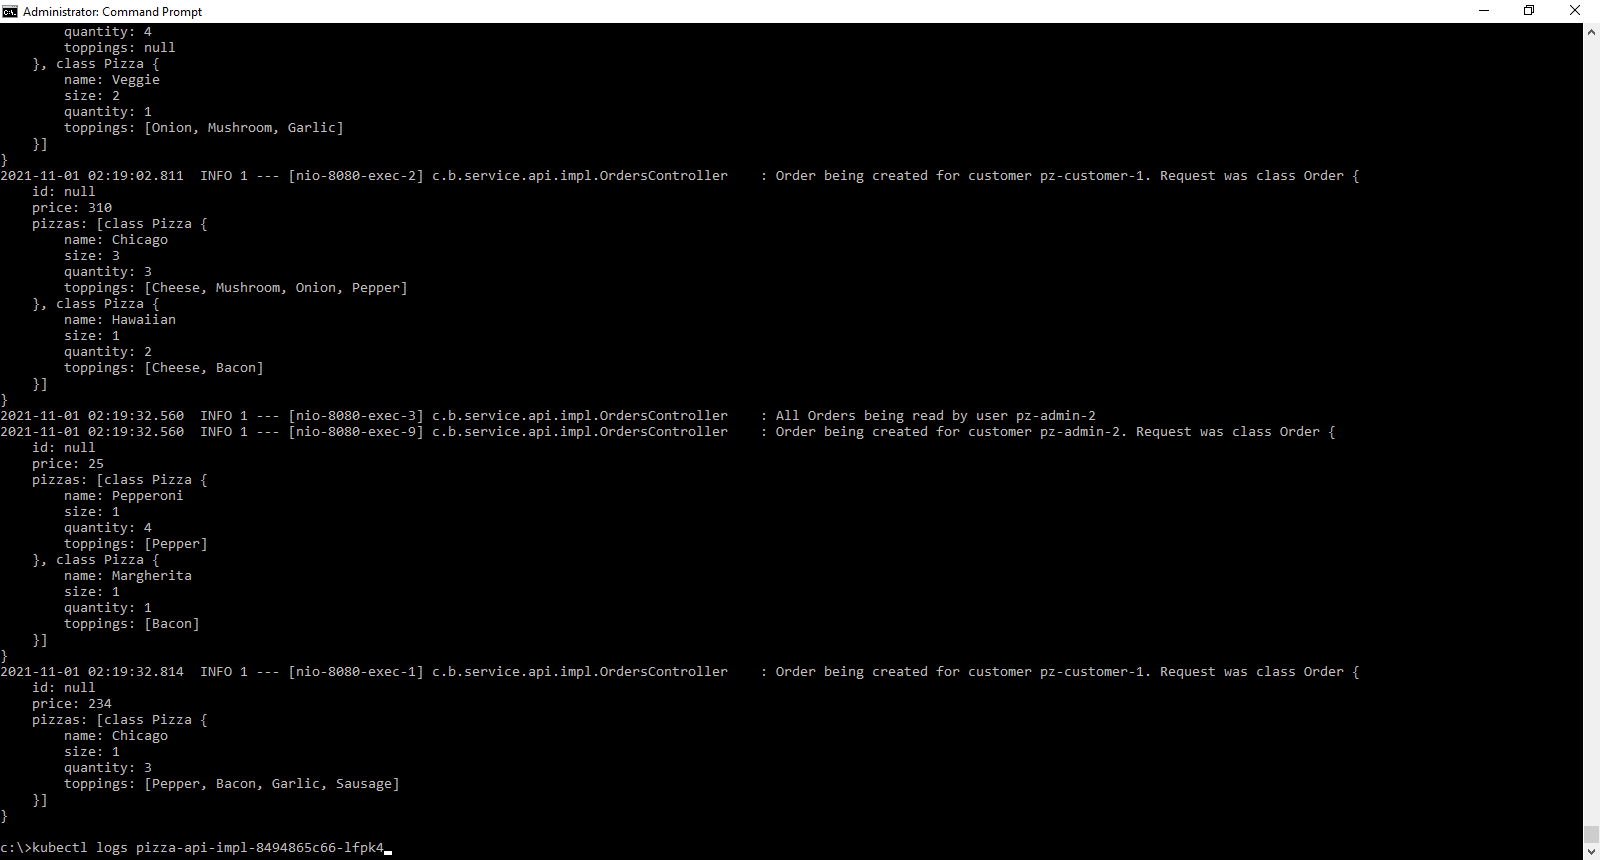 Administrator: Command Prompt
        quantity: 4
        toppings: null
    }, class Pizza {
        name: Veggie
        size: 2
        quantity: 1
        toppings: [Onion, Mushroom, Garlic]
    }]
}
2021-11-01 02:19:02.811  INFO 1 --- [nio-8080-exec-2] c.b.service.api.impl.OrdersController    : Order being created for customer pz-customer-1. Request was class Order {
    id: null
    price: 310
    pizzas: [class Pizza {
        name: Chicago
        size: 3
        quantity: 3
        toppings: [Cheese, Mushroom, Onion, Pepper]
    }, class Pizza {
        name: Hawaiian
        size: 1
        quantity: 2
        toppings: [Cheese, Bacon]
    }]
}
2021-11-01 02:19:32.560  INFO 1 --- [nio-8080-exec-3] c.b.service.api.impl.OrdersController    : All Orders being read by user pz-admin-2
2021-11-01 02:19:32.560  INFO 1 --- [nio-8080-exec-9] c.b.service.api.impl.OrdersController    : Order being created for customer pz-admin-2. Request was class Order {
    id: null
    price: 25
    pizzas: [class Pizza {
        name: Pepperoni
        size: 1
        quantity: 4
        toppings: [Pepper]
    }, class Pizza {
        name: Margherita
        size: 1
        quantity: 1
        toppings: [Bacon]
    }]
}
2021-11-01 02:19:32.814  INFO 1 --- [nio-8080-exec-1] c.b.service.api.impl.OrdersController    : Order being created for customer pz-customer-1. Request was class Order {
    id: null
    price: 234
    pizzas: [class Pizza {
        name: Chicago
        size: 1
        quantity: 3
        toppings: [Pepper, Bacon, Garlic, Sausage]
    }]
}
c:\>kubectl logs pizza-api-impl-8494865c66-lfpk4